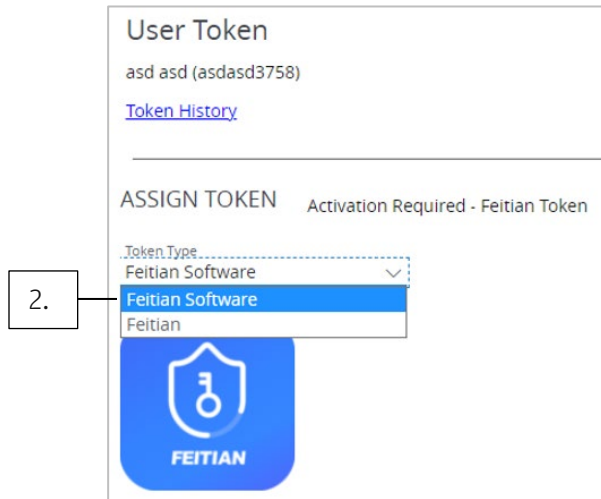 User Token
asd asd (asdasd3758)
Token History
ASSIGN TOKEN Activation Required - Feitian Token
Token Type
Feitian Software
2.
Feitian Software
Feitian
FEITIAN